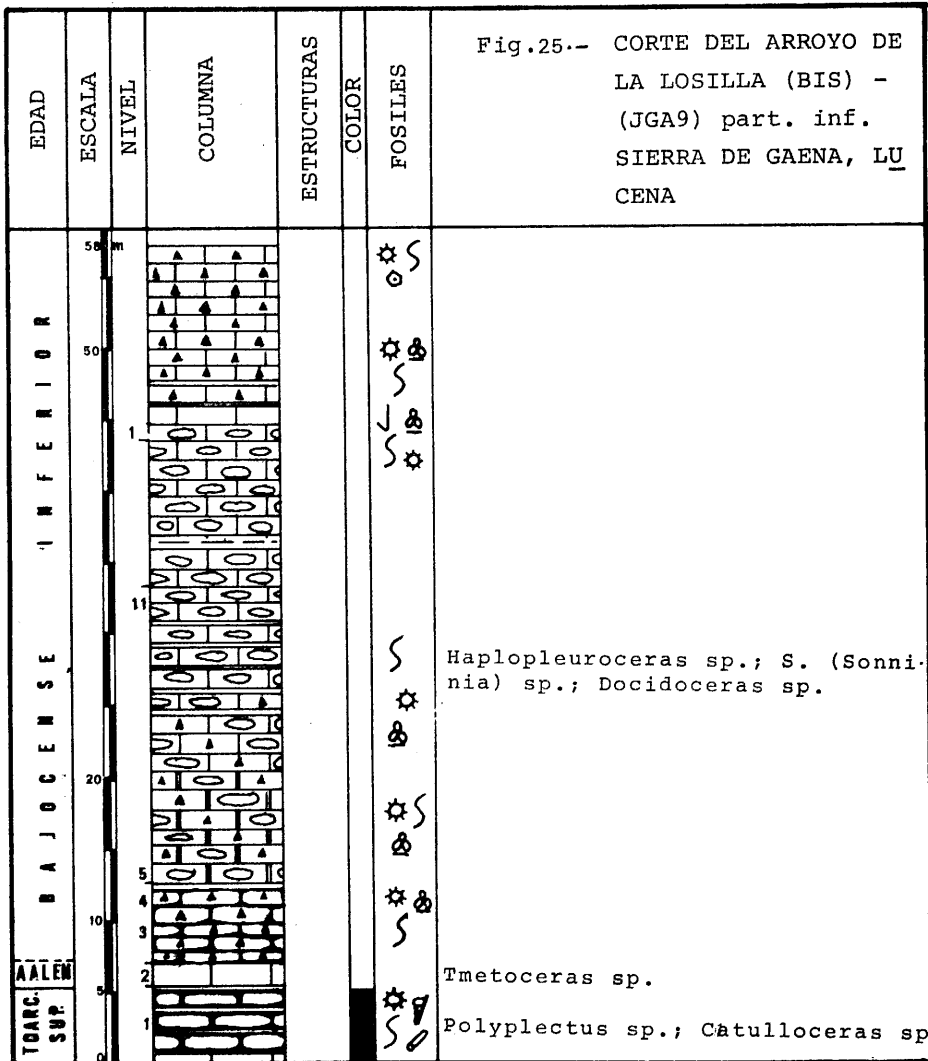 Fig.25.- CORTE DEL ARROYO DE
LA LOSILLA (BIS) -
(JGA9) part. inf.
SIERRA DE GAENA, LU
CENA
EDAD
ESCALA
NIVEL
COLUMNA
ESTRUCTURAS
COLOR
FOSILES
58 m
50
20
10
5
0
BAJOCENSE INFERIOR
AALEN
TOARC.
SUP.
1
11
5
4
3
2
1
Haplopleuroceras sp.; S. (Sonni-
nia) sp.; Docidoceras sp.
Tmetoceras sp.
Polyplectus sp.; Catulloceras sp